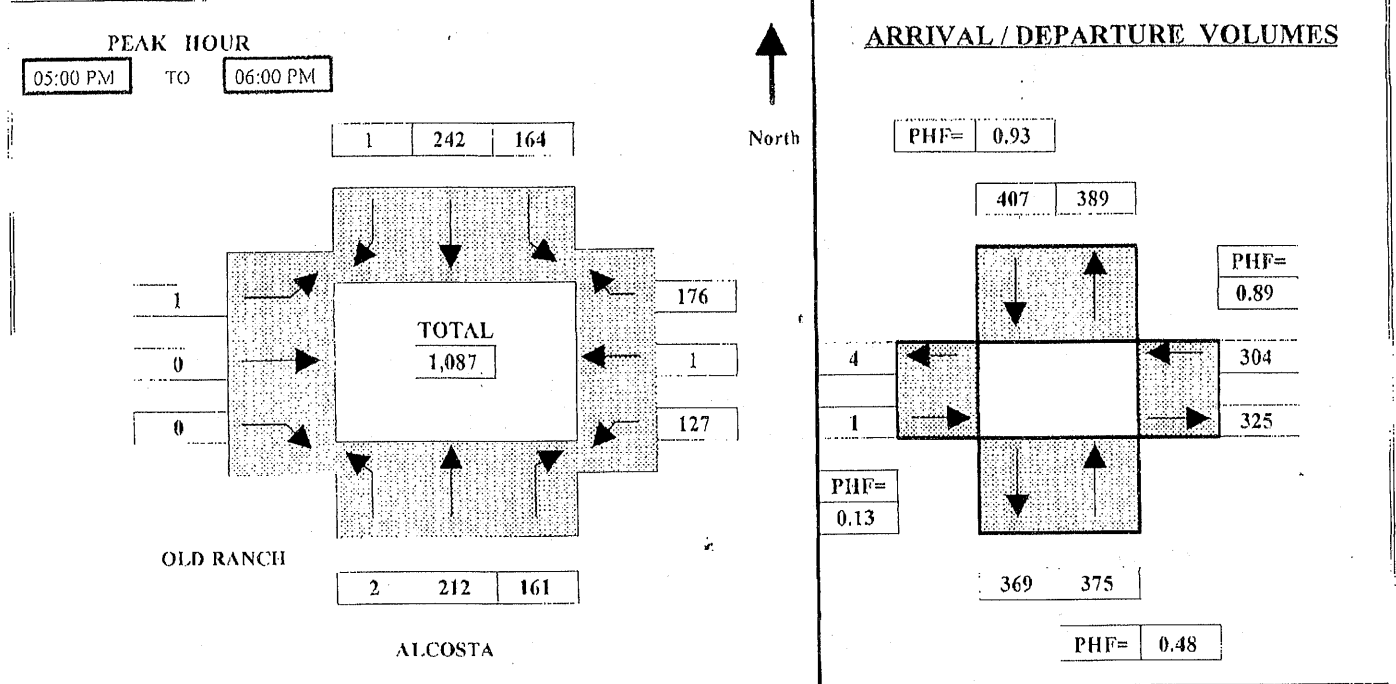 PEAK HOUR
05:00 PM TO 06:00 PM
1 242 164
North
1
0
0
TOTAL
1,087
176
1
127
OLD RANCH
2 212 161
ALCOSTA
ARRIVAL / DEPARTURE VOLUMES
PHF= 0.93
407 389
PHF=
0.89
4
1
304
325
PHF=
0.13
369 375
PHF= 0.48